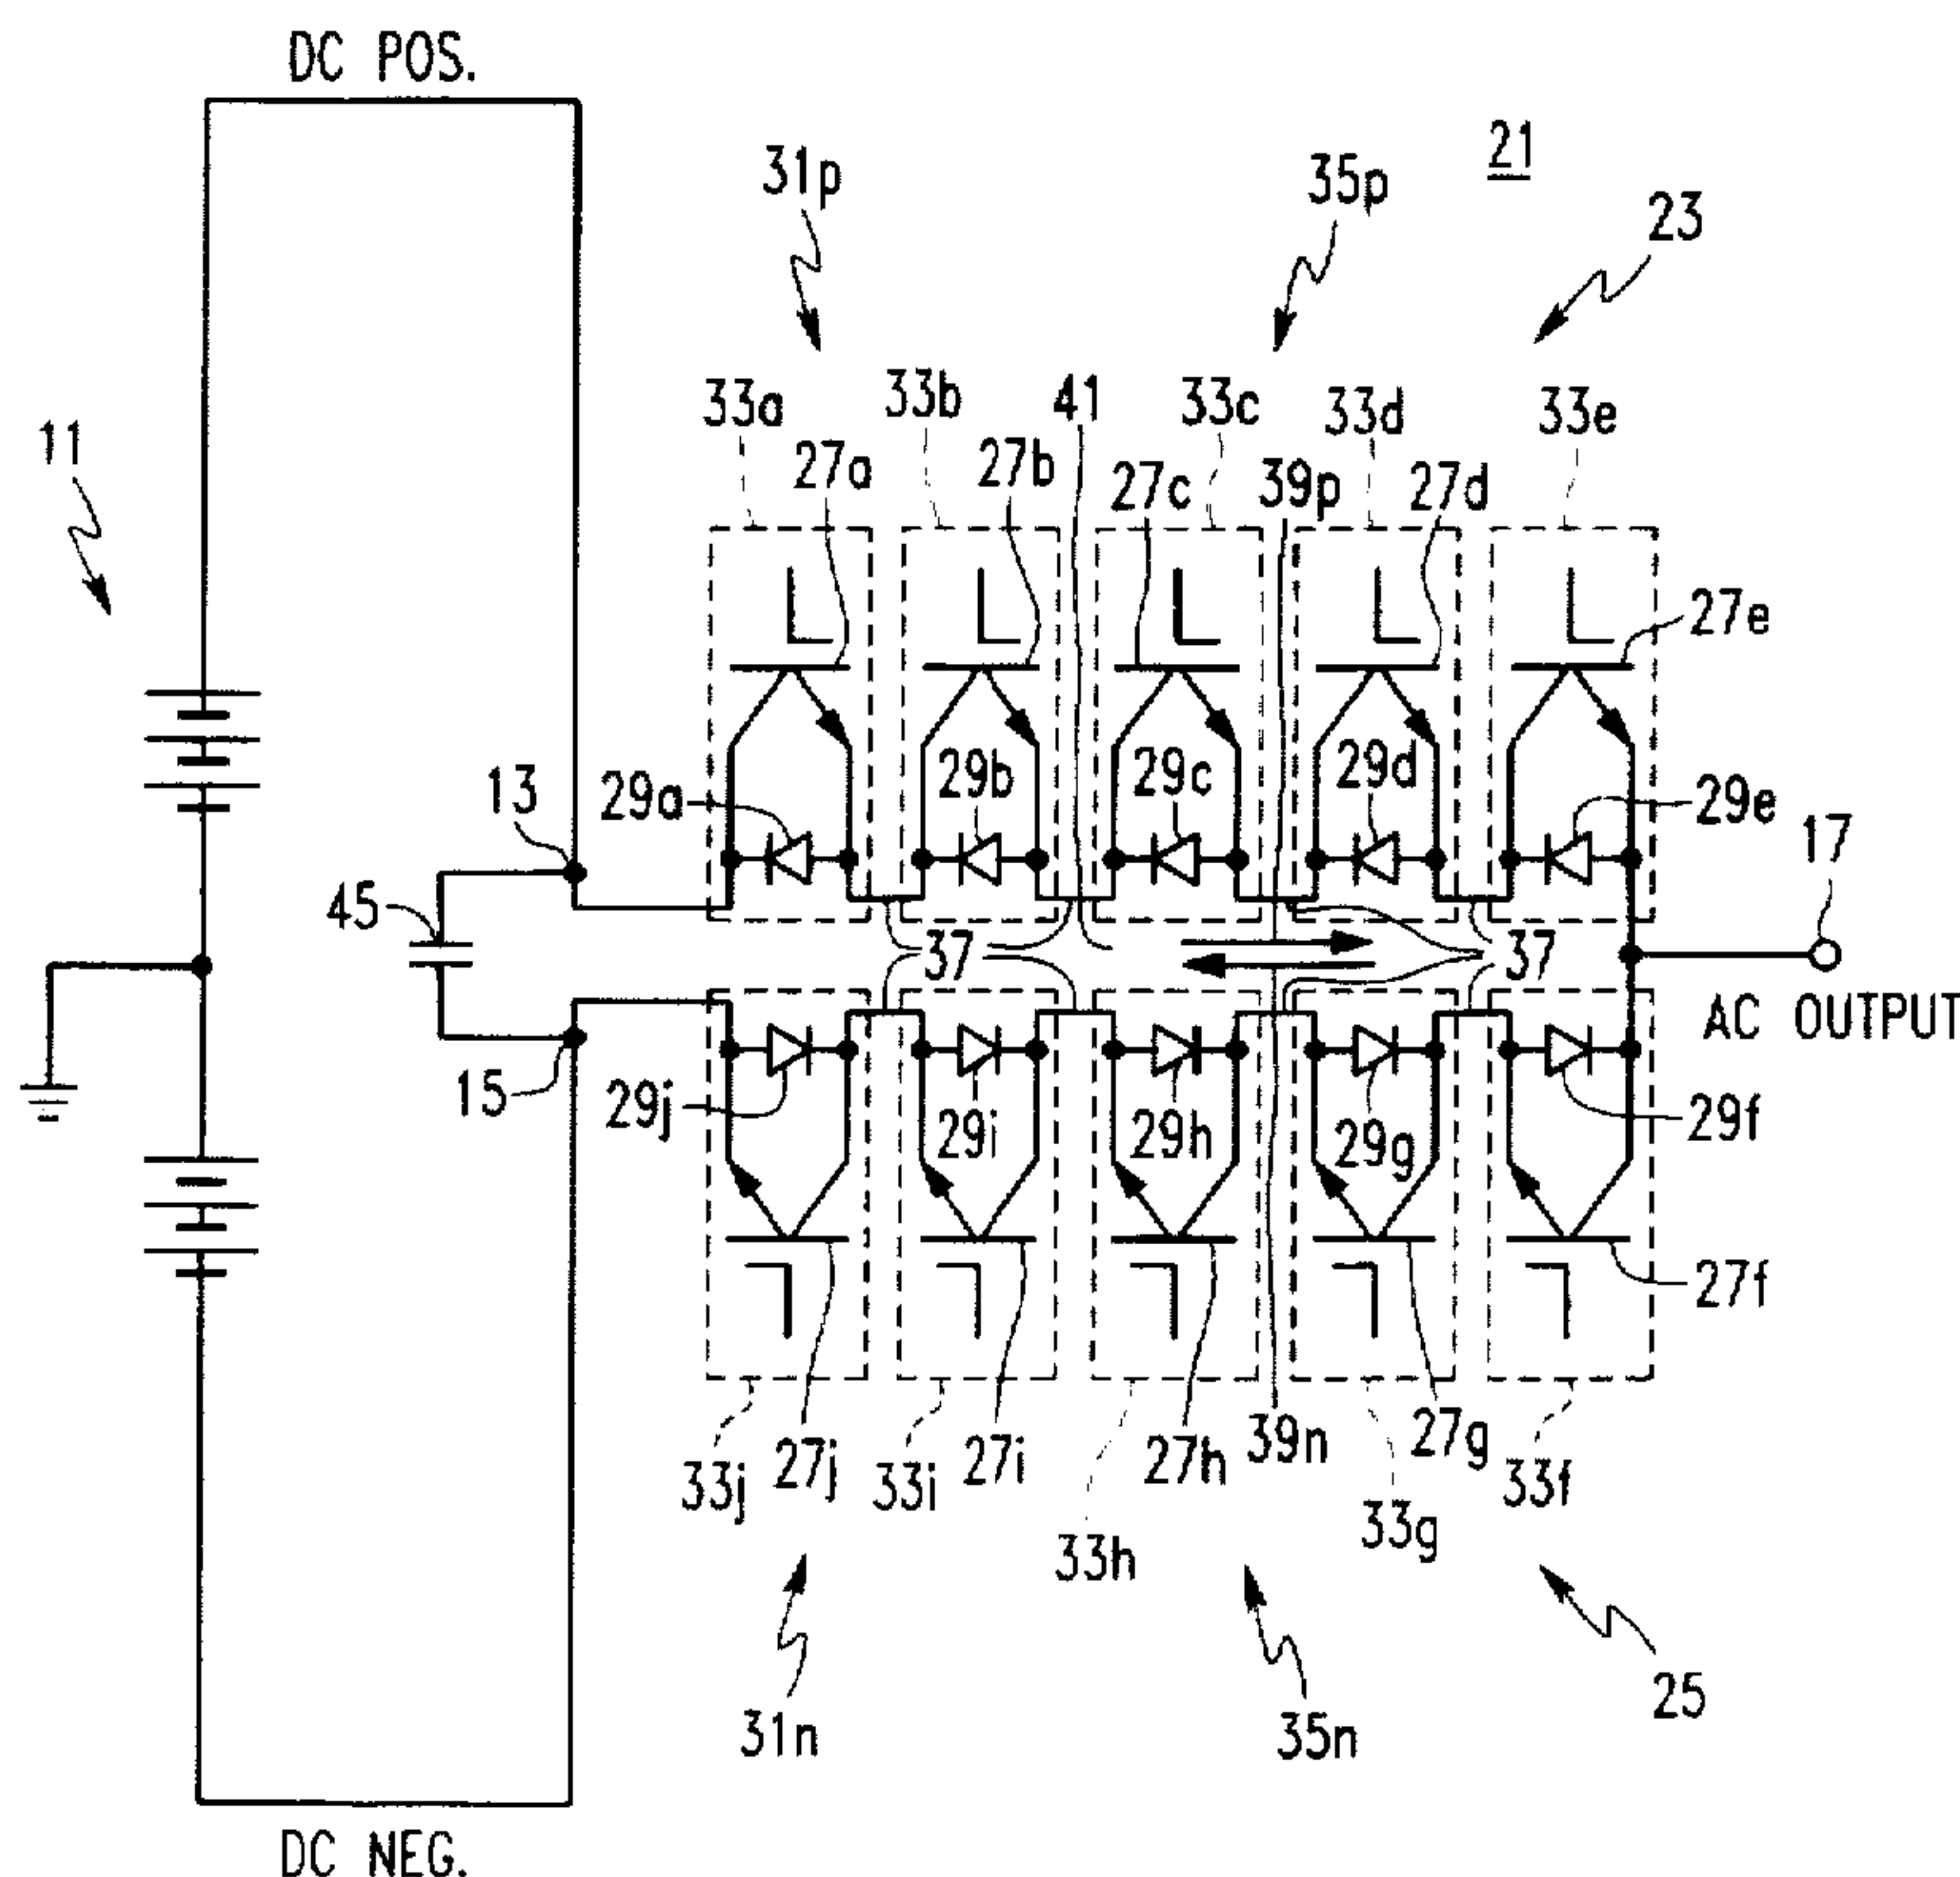 DC POS.
21
31p
35p
23
33a
33b
41
33c
33d
33e
11
27a
27b
27c
39p
27d
27e
13
29a
29b
29c
29d
29e
17
45
37
37
AC OUTPUT
15
29j
29i
29h
29g
29f
27f
33j
27j
33i
27i
27h
39n
27g
33f
33h
33g
31n
35n
25
DC NEG.